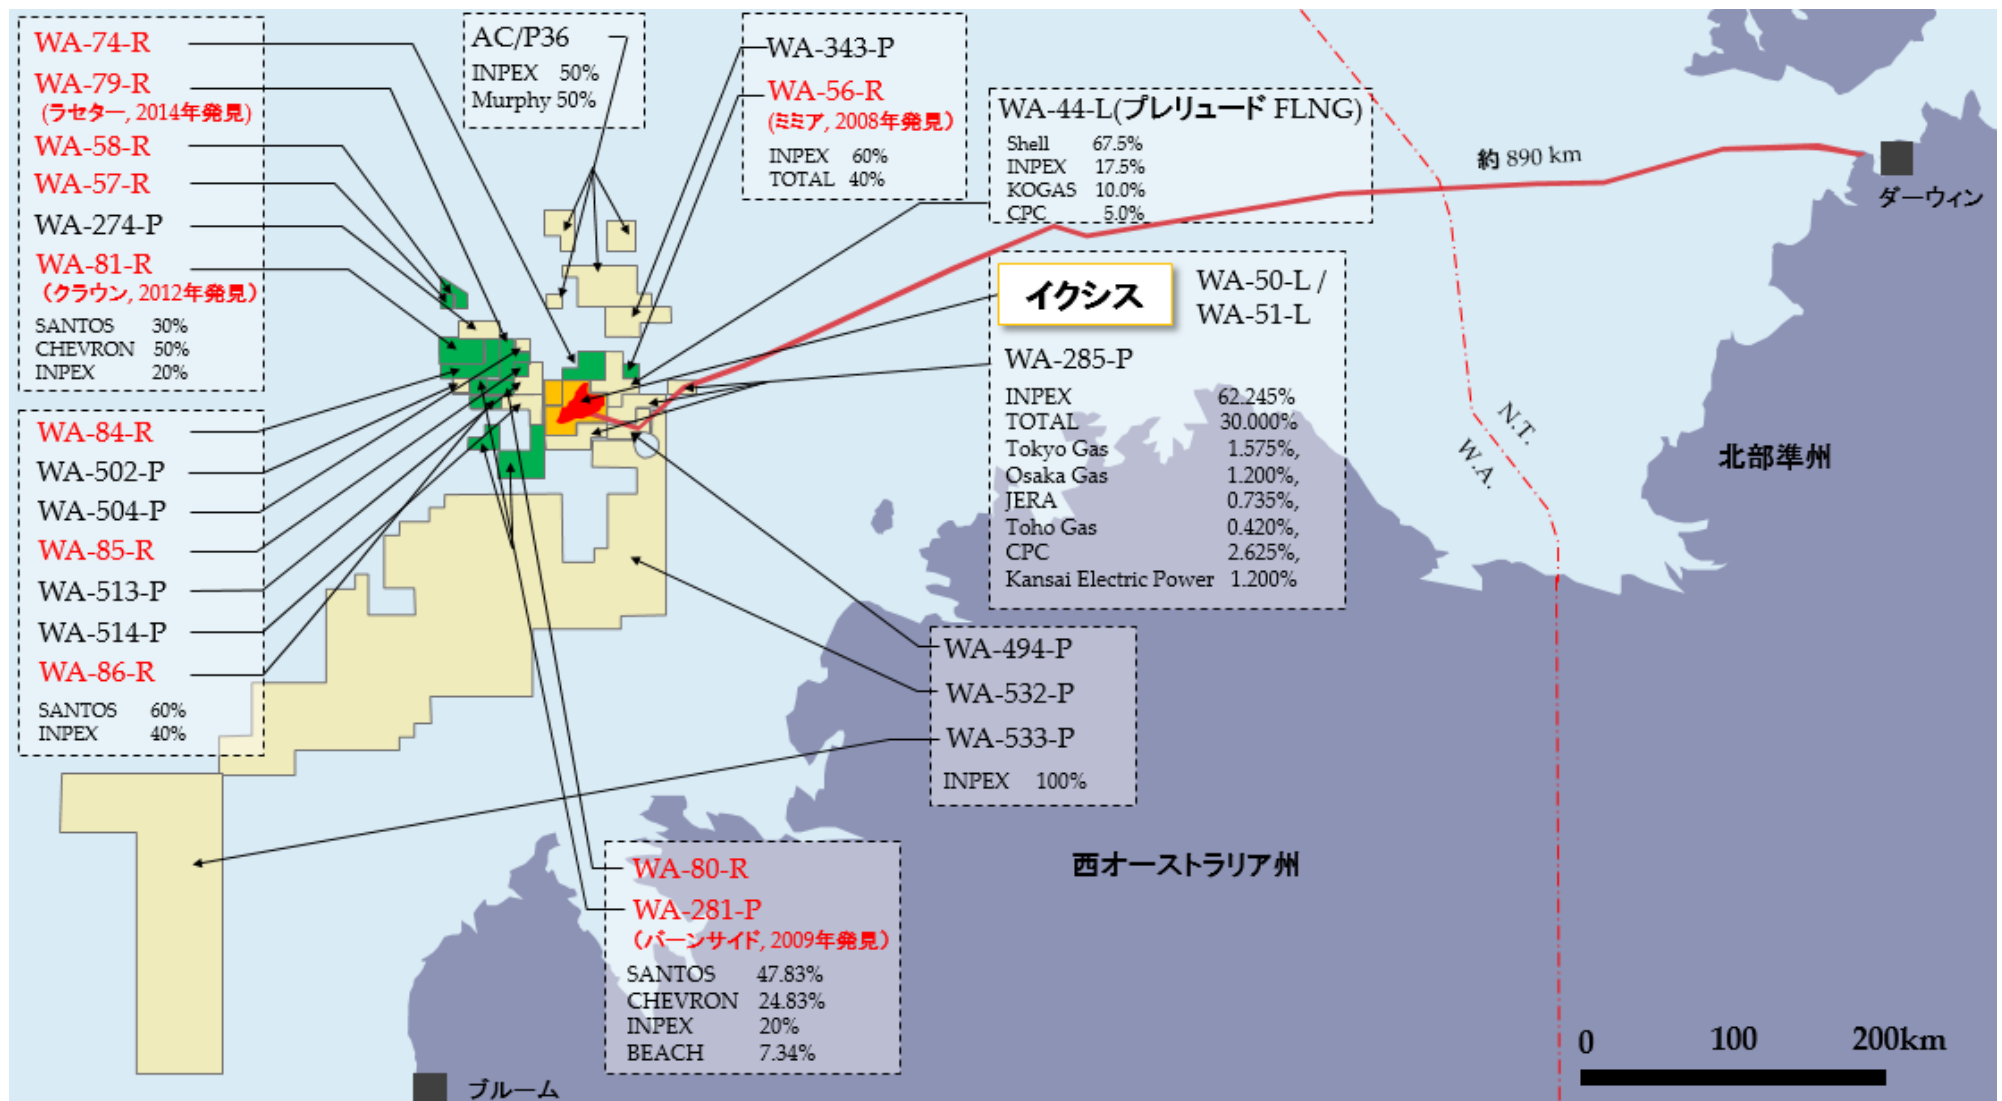 WA-74-R
WA-79-R
(ラセター, 2014年発見)
WA-58-R
WA-57-R
WA-274-P
WA-81-R
(クラウン, 2012年発見)
SANTOS 30%
CHEVRON 50%
INPEX 20%
WA-84-R
WA-502-P
WA-504-P
WA-85-R
WA-513-P
WA-514-P
WA-86-R
SANTOS 60%
INPEX 40%
AC/P36
INPEX 50%
Murphy 50%
WA-343-P
WA-56-R
(ミミア, 2008年発見)
INPEX 60%
TOTAL 40%
WA-44-L(プレリュード FLNG)
Shell 67.5%
INPEX 17.5%
KOGAS 10.0%
CPC 5.0%
約 890 km
ダーウィン
イクシス
WA-50-L /
WA-51-L
WA-285-P
INPEX 62.245%
TOTAL 30.000%
Tokyo Gas 1.575%,
Osaka Gas 1.200%,
JERA 0.735%,
Toho Gas 0.420%,
CPC 2.625%,
Kansai Electric Power 1.200%
N.T.
W.A.
北部準州
WA-494-P
WA-532-P
WA-533-P
INPEX 100%
WA-80-R
WA-281-P
(バーンサイド, 2009年発見)
SANTOS 47.83%
CHEVRON 24.83%
INPEX 20%
BEACH 7.34%
西オーストラリア州
ブルーム
0 100 200km